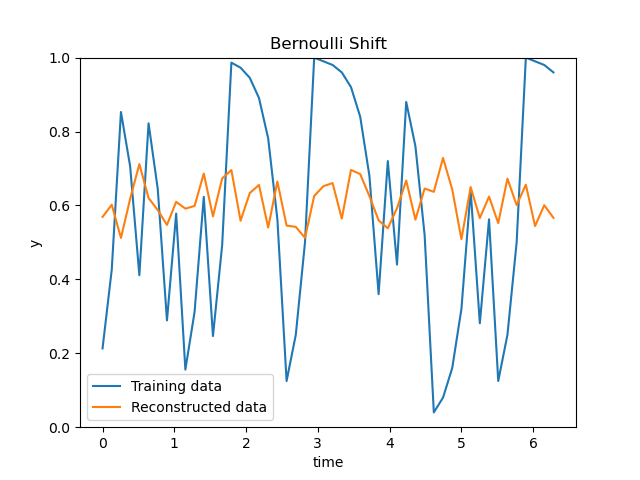 Bernoulli Shift
1.0
0.8
0.6
0.4
0.2
0.0
y
Training data
Reconstructed data
0 1 2 3 4 5 6
time